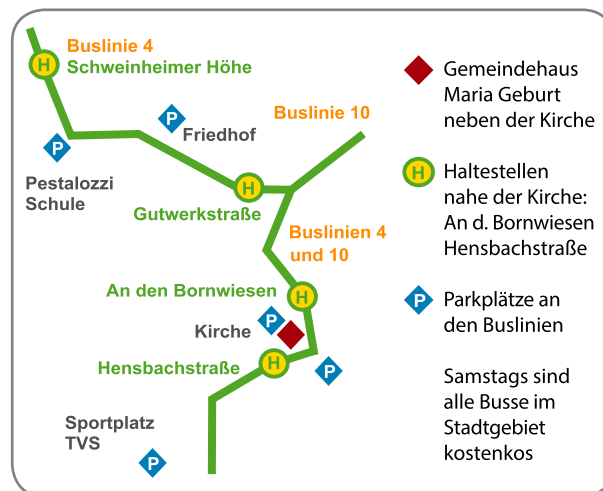 Buslinie 4
H
Schweinheimer Höhe
P
Friedhof
Buslinie 10
P
Pestalozzi
Schule
H
Gutwerkstraße
Buslinien 4
und 10
An den Bornwiesen
H
P
Kirche
Hensbachstraße
H
P
Sportplatz
TVS
P
Gemeindehaus
Maria Geburt
neben der Kirche
H
Haltestellen
nahe der Kirche:
An d. Bornwiesen
Hensbachstraße
P
Parkplätze an
den Buslinien
Samstags sind
alle Busse im
Stadtgebiet
kostenkos